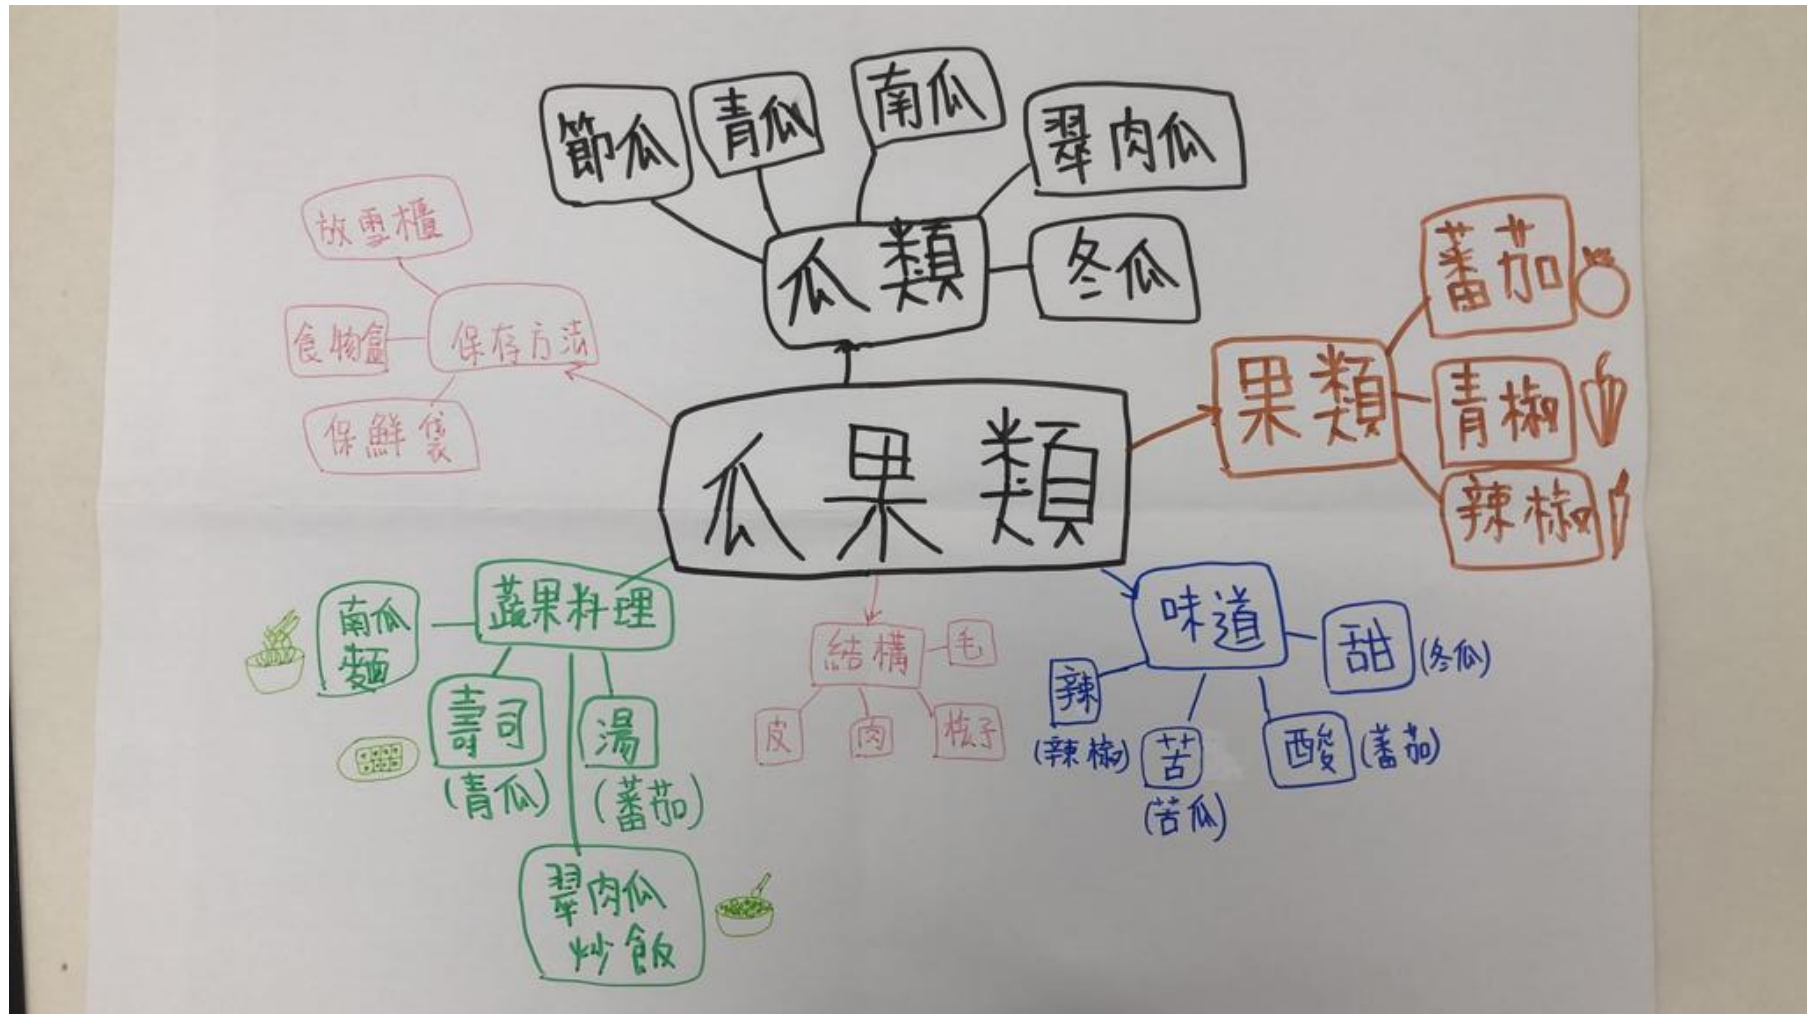 節瓜
青瓜
南瓜
翠肉瓜
瓜類
冬瓜
放雪櫃
食物盒
保存方法
保鮮袋
果類
蕃茄
青椒
辣椒
瓜果類
蔬果料理
南瓜
麵
壽司
(青瓜)
湯
(蕃茄)
翠肉瓜
炒飯
結構
毛
皮
肉
核子
味道
甜
(冬瓜)
辣
(辣椒)
苦
(苦瓜)
酸
(蕃茄)